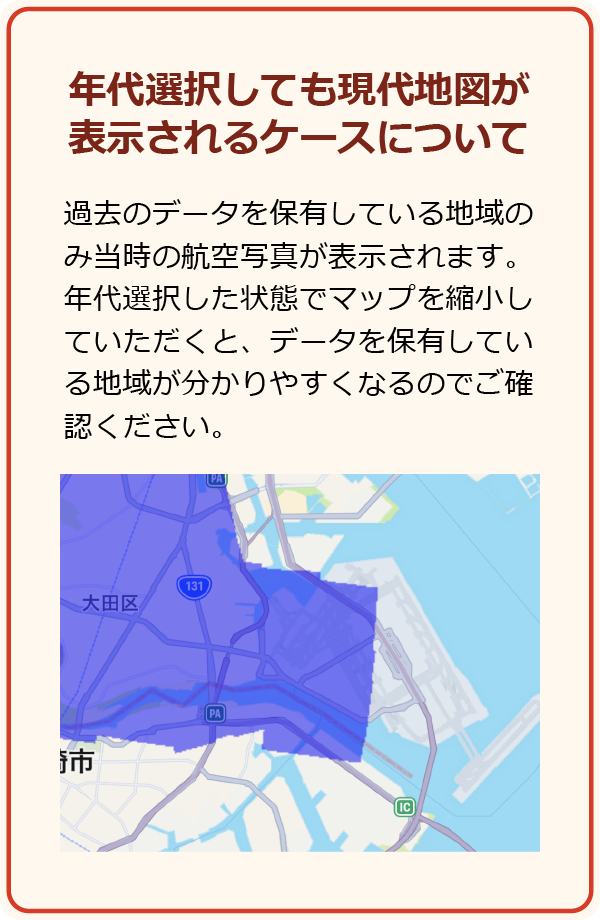 年代選択しても現代地図が
表示されるケースについて
過去のデータを保有している地域の
み当時の航空写真が表示されます。
年代選択した状態でマップを縮小し
ていただくと、データを保有してい
る地域が分かりやすくなるのでご確
認ください。
PA
131
大田区
PA
崎市
IC